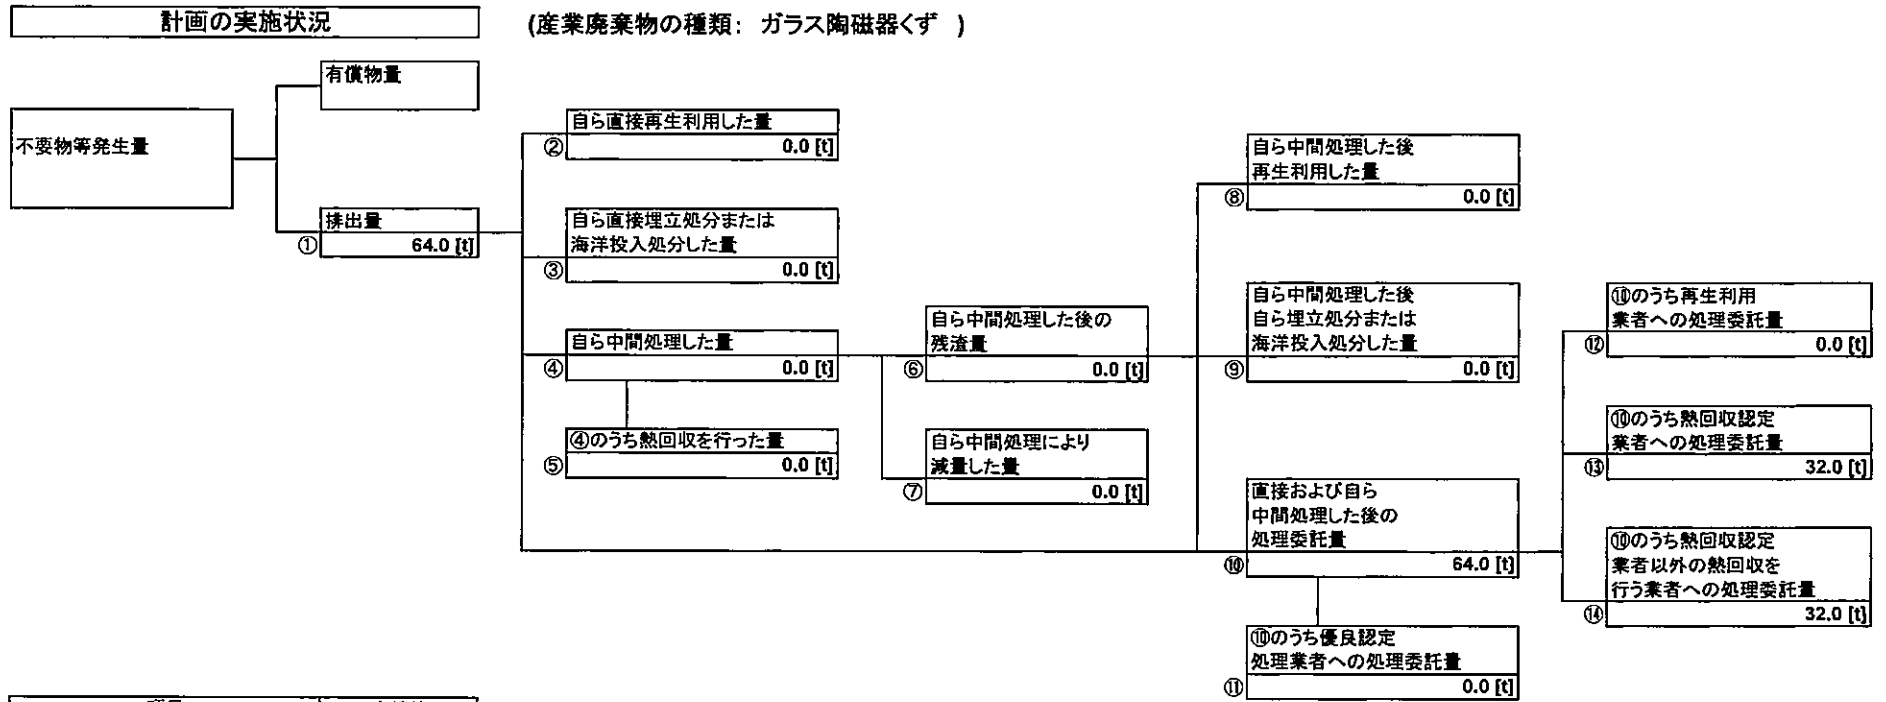 計画の実施状況
(産業廃棄物の種類： ガラス陶磁器くず )
有償物量
不要物等発生量
排出量
① 64.0 [t]
自ら直接再生利用した量
② 0.0 [t]
自ら直接埋立処分または
海洋投入処分した量
③ 0.0 [t]
自ら中間処理した量
④ 0.0 [t]
④のうち熱回収を行った量
⑤ 0.0 [t]
自ら中間処理した後の
残渣量
⑥ 0.0 [t]
自ら中間処理により
減量した量
⑦ 0.0 [t]
自ら中間処理した後
再生利用した量
⑧ 0.0 [t]
自ら中間処理した後
自ら埋立処分または
海洋投入処分した量
⑨ 0.0 [t]
直接および自ら
中間処理した後の
処理委託量
⑩ 64.0 [t]
⑩のうち優良認定
処理業者への処理委託量
⑪ 0.0 [t]
⑩のうち再生利用
業者への処理委託量
⑫ 0.0 [t]
⑩のうち熱回収認定
業者への処理委託量
⑬ 32.0 [t]
⑩のうち熱回収認定
業者以外の熱回収を
行う業者への処理委託量
⑭ 32.0 [t]